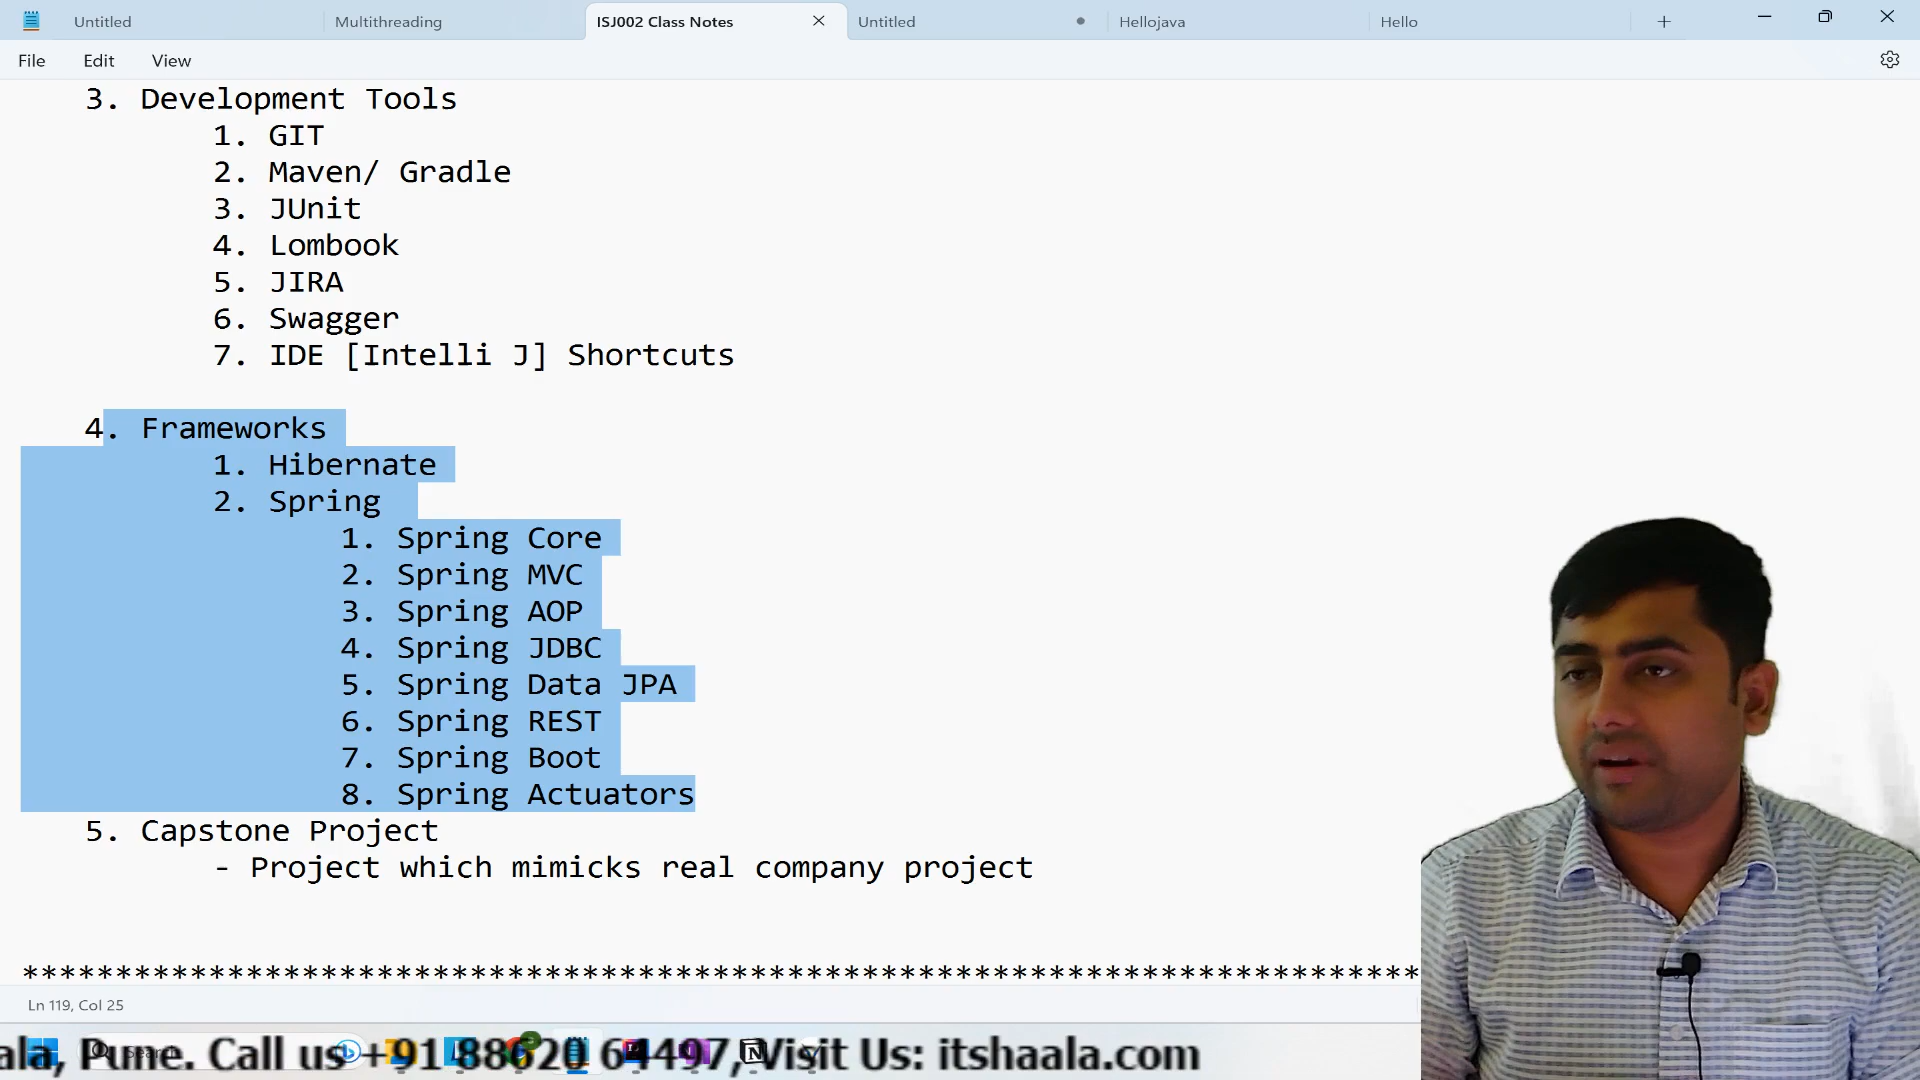 Untitled
Multithreading
ISJ002 Class Notes
Untitled
Hellojava
Hello
File Edit View
3. Development Tools
1. GIT
2. Maven/ Gradle
3. JUnit
4. Lombook
5. JIRA
6. Swagger
7. IDE [Intelli J] Shortcuts
4. Frameworks
1. Hibernate
2. Spring
1. Spring Core
2. Spring MVC
3. Spring AOP
4. Spring JDBC
5. Spring Data JPA
6. Spring REST
7. Spring Boot
8. Spring Actuators
5. Capstone Project
- Project which mimicks real company project
***************************************************************************
Ln 119, Col 25
Search
ala, Pune. Call us +91 88620 64497, Visit Us: itshaala.com